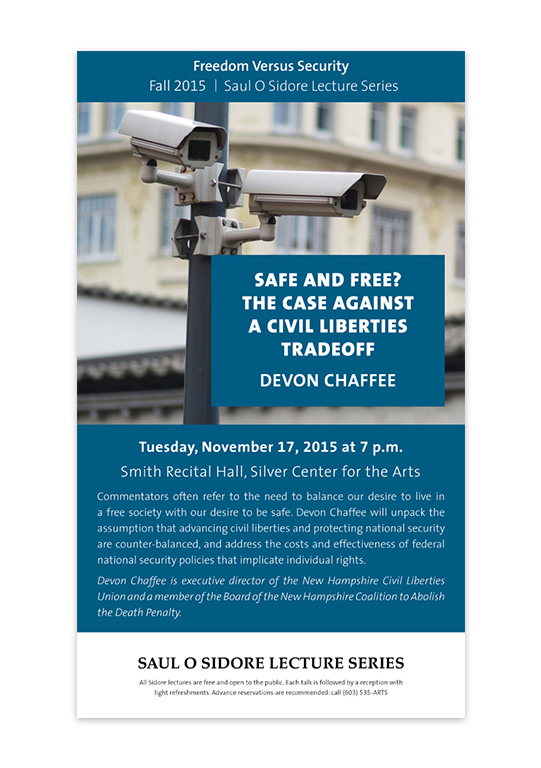 Freedom Versus Security
Fall 2015 | Saul O Sidore Lecture Series
SAFE AND FREE?
THE CASE AGAINST
A CIVIL LIBERTIES
TRADEOFF
DEVON CHAFFEE
Tuesday, November 17, 2015 at 7 p.m.
Smith Recital Hall, Silver Center for the Arts
Commentators often refer to the need to balance our desire to live in
a free society with our desire to be safe. Devon Chaffee will unpack the
assumption that advancing civil liberties and protecting national security
are counter-balanced, and address the costs and effectiveness of federal
national security policies that implicate individual rights.
Devon Chaffee is executive director of the New Hampshire Civil Liberties
Union and a member of the Board of the New Hampshire Coalition to Abolish
the Death Penalty.
SAUL O SIDORE LECTURE SERIES
All Sidore lectures are free and open to the public. Each talk is followed by a reception with
light refreshments. Advance reservations are recommended: call (603) 535-ARTS